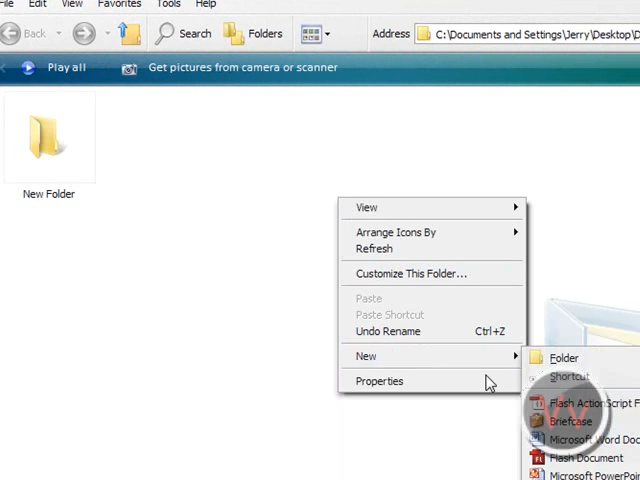 File Edit View Favorites Tools Help
Back Search Folders Address C:\Documents and Settings\Jerry\Desktop\D
Play all Get pictures from camera or scanner
New Folder
View
Arrange Icons By
Refresh
Customize This Folder...
Paste
Paste Shortcut
Undo Rename Ctrl+Z
New
Properties
Folder
Shortcut
Flash ActionScript F
Briefcase
Microsoft Word Doc
Flash Document
Microsoft PowerPoin
VV